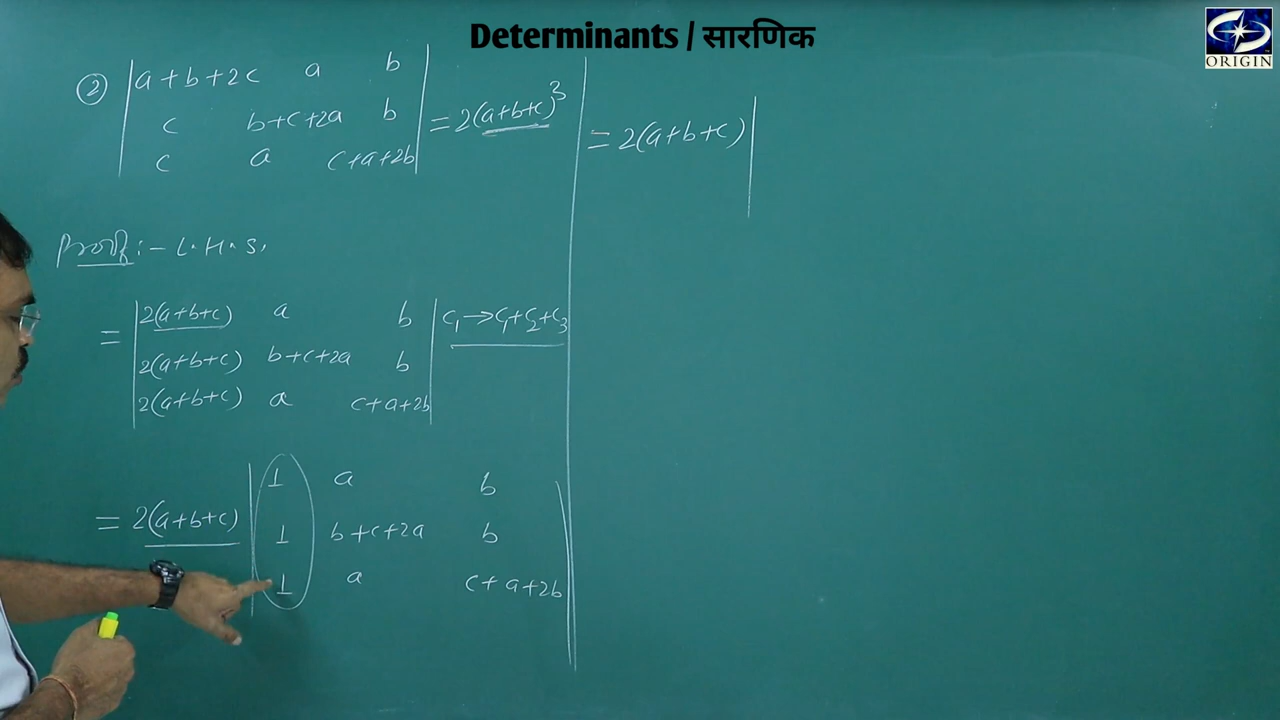 Determinants / सारणिक
ORIGIN
② | a+b+2c a b |
| c b+c+2a b | = 2(a+b+c)³
| c a c+a+2b |
Proof:- L.H.S.
= | 2(a+b+c) a b | C₁→C₁+C₂+C₃
| 2(a+b+c) b+c+2a b |
| 2(a+b+c) a c+a+2b |
= 2(a+b+c) | 1 a b |
| 1 b+c+2a b |
| 1 a c+a+2b |
= 2(a+b+c) |